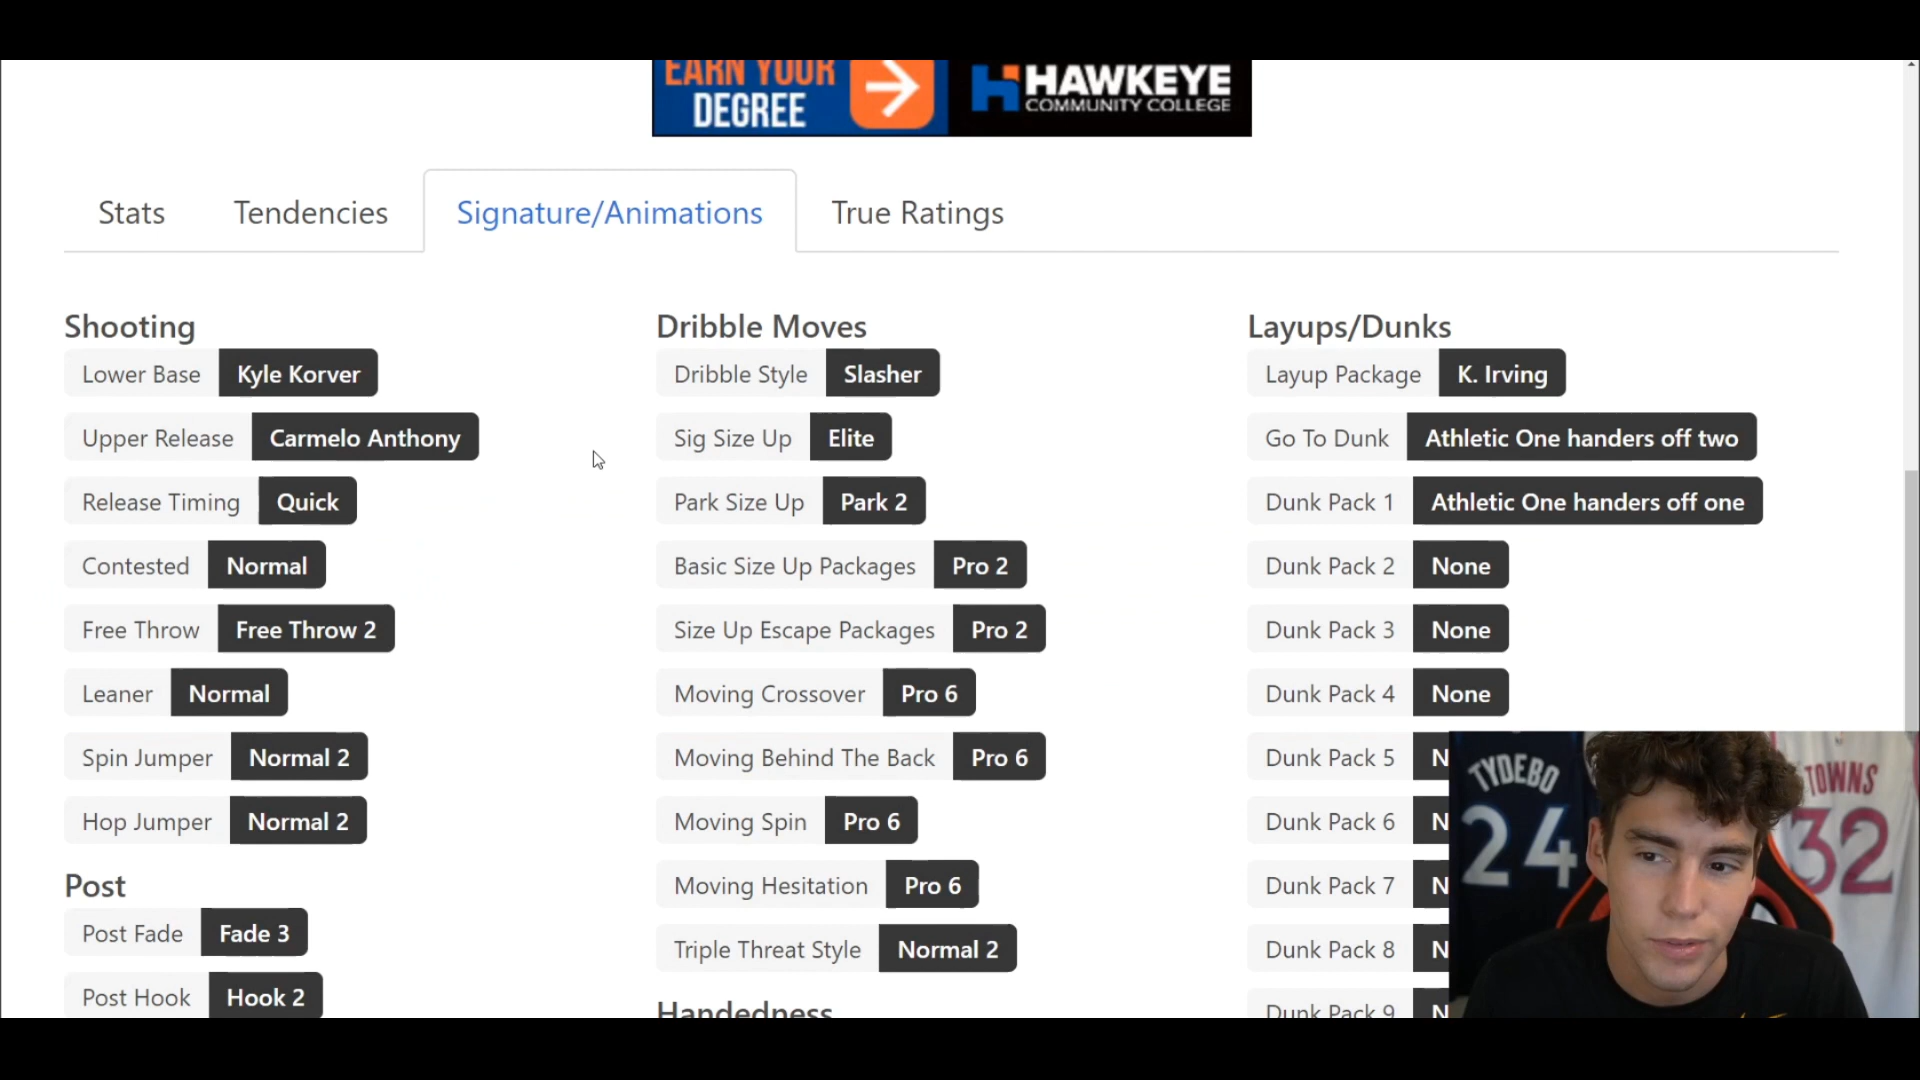 EARN YOUR
DEGREE
HAWKEYE
COMMUNITY COLLEGE
Stats
Tendencies
Signature/Animations
True Ratings
Shooting
Lower Base Kyle Korver
Upper Release Carmelo Anthony
Release Timing Quick
Contested Normal
Free Throw Free Throw 2
Leaner Normal
Spin Jumper Normal 2
Hop Jumper Normal 2
Post
Post Fade Fade 3
Post Hook Hook 2
Dribble Moves
Dribble Style Slasher
Sig Size Up Elite
Park Size Up Park 2
Basic Size Up Packages Pro 2
Size Up Escape Packages Pro 2
Moving Crossover Pro 6
Moving Behind The Back Pro 6
Moving Spin Pro 6
Moving Hesitation Pro 6
Triple Threat Style Normal 2
Handedness
Layups/Dunks
Layup Package K. Irving
Go To Dunk Athletic One handers off two
Dunk Pack 1 Athletic One handers off one
Dunk Pack 2 None
Dunk Pack 3 None
Dunk Pack 4 None
Dunk Pack 5 N
Dunk Pack 6 N
Dunk Pack 7 N
Dunk Pack 8 N
Dunk Pack 9 N
TYDEBO
24
TOWNS
32